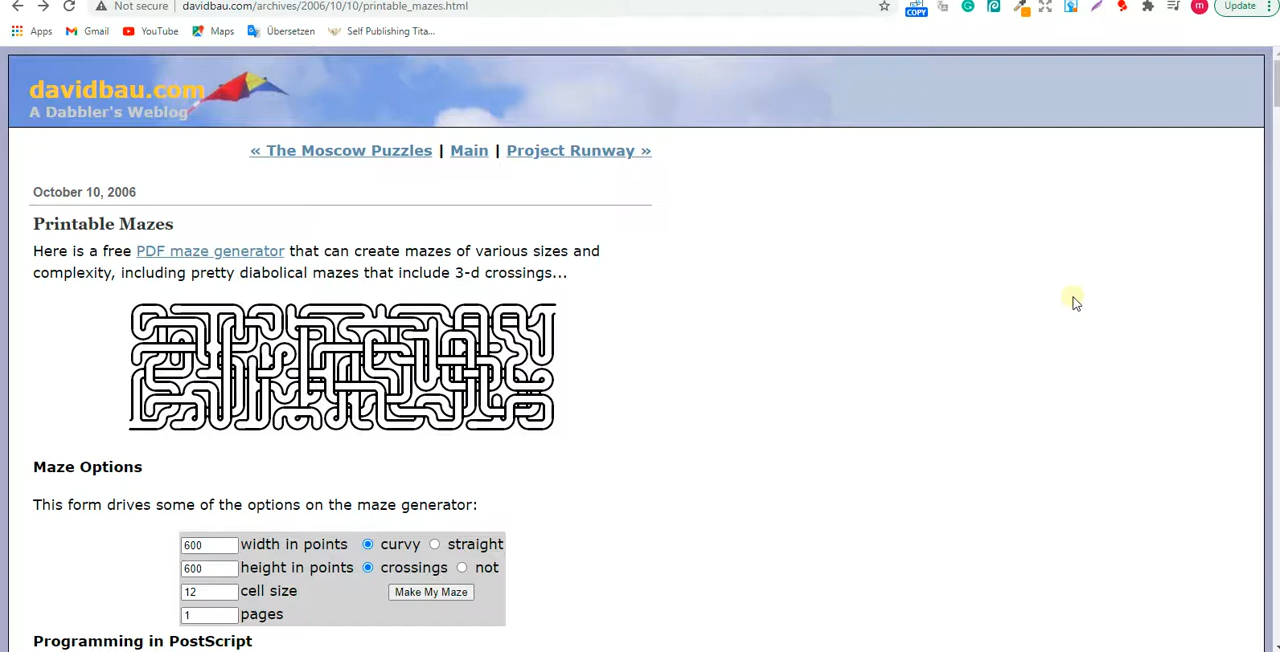 Not secure davidbau.com/archives/2006/10/10/printable_mazes.html COPY m Update
Apps Gmail YouTube Maps Übersetzen Self Publishing Tita...
davidbau.com
A Dabbler's Weblog
« The Moscow Puzzles | Main | Project Runway »
October 10, 2006
Printable Mazes
Here is a free PDF maze generator that can create mazes of various sizes and
complexity, including pretty diabolical mazes that include 3-d crossings...
Maze Options
This form drives some of the options on the maze generator:
600 width in points curvy straight
600 height in points crossings not
12 cell size Make My Maze
1 pages
Programming in PostScript